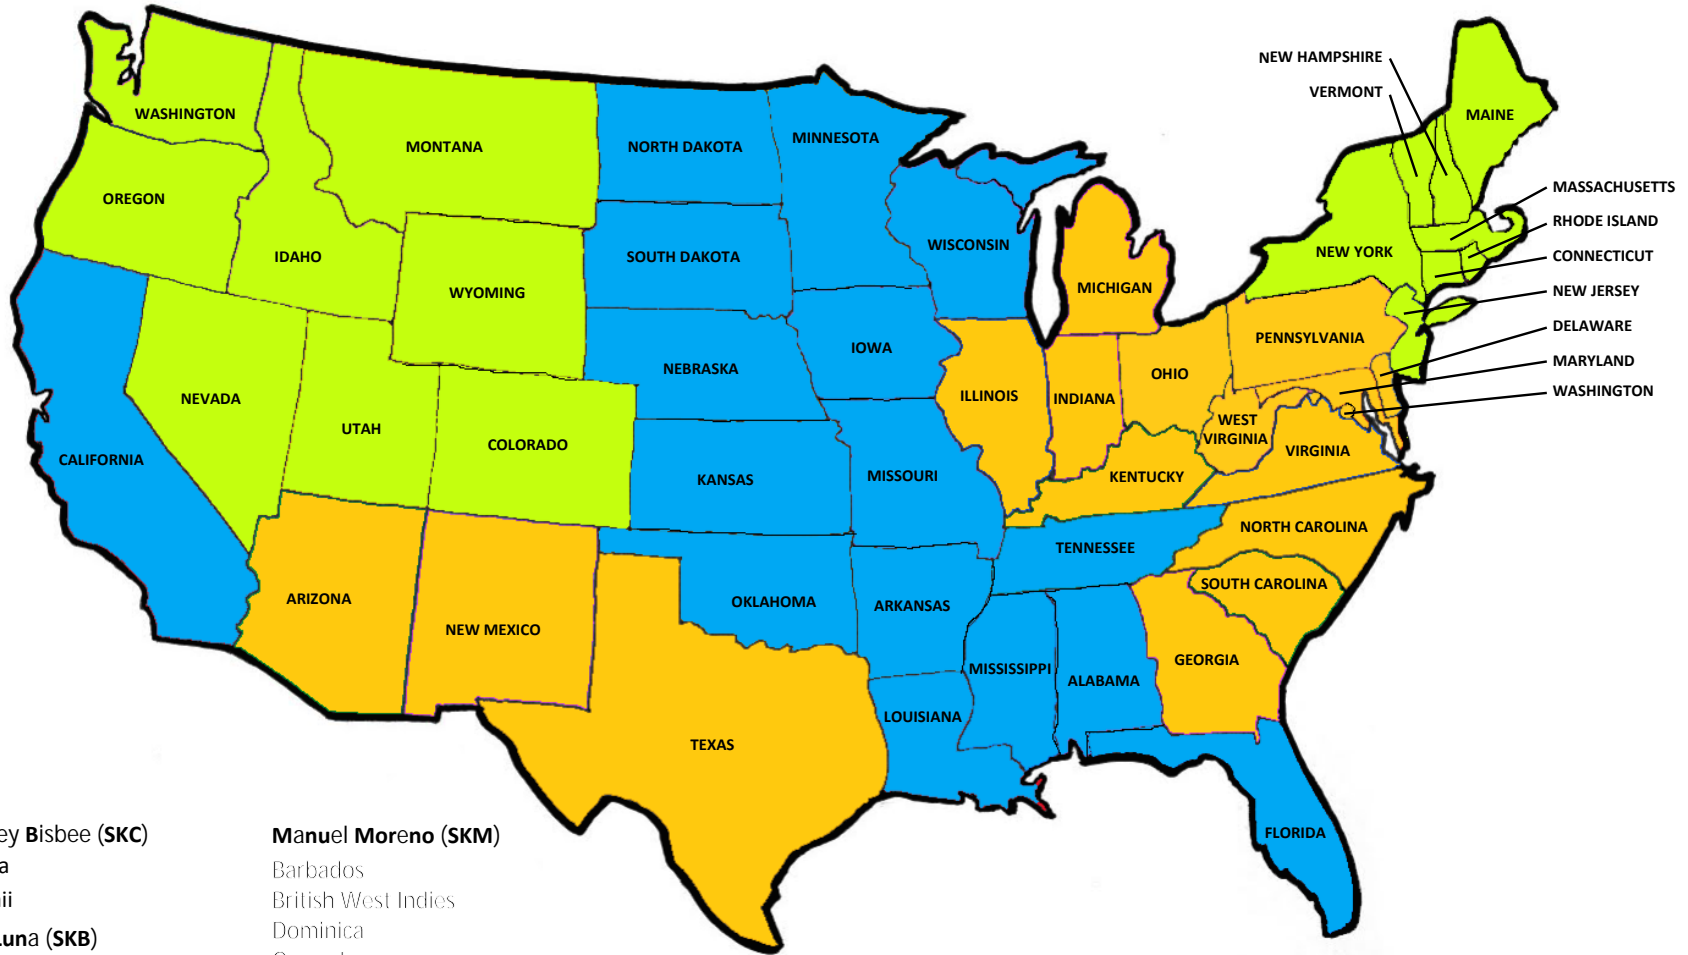 NEW HAMPSHIRE
VERMONT
MAINE
WASHINGTON
MONTANA
NORTH DAKOTA
MINNESOTA
OREGON
IDAHO
WYOMING
SOUTH DAKOTA
WISCONSIN
MICHIGAN
NEW YORK
MASSACHUSETTS
RHODE ISLAND
CONNECTICUT
NEW JERSEY
DELAWARE
MARYLAND
WASHINGTON
NEVADA
UTAH
COLORADO
NEBRASKA
IOWA
ILLINOIS
INDIANA
OHIO
PENNSYLVANIA
WEST
VIRGINIA
VIRGINIA
CALIFORNIA
KANSAS
MISSOURI
KENTUCKY
NORTH CAROLINA
TENNESSEE
SOUTH CAROLINA
ARIZONA
NEW MEXICO
OKLAHOMA
ARKANSAS
MISSISSIPPI
ALABAMA
GEORGIA
TEXAS
LOUISIANA
FLORIDA
ey Bisbee (SKC)
a
ii
Luna (SKB)
Manuel Moreno (SKM)
Barbados
British West Indies
Dominica